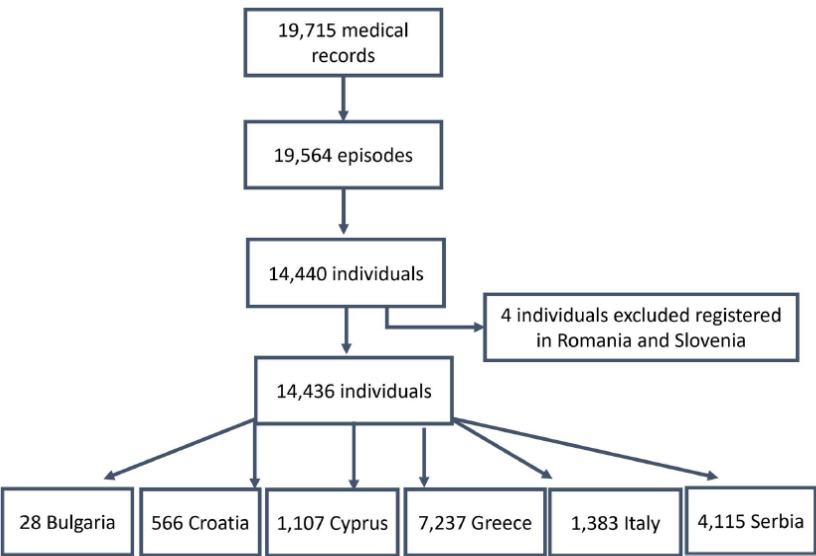 19,715 medical
records
19,564 episodes
14,440 individuals
4 individuals excluded registered
in Romania and Slovenia
14,436 individuals
28 Bulgaria
566 Croatia
1,107 Cyprus
7,237 Greece
1,383 Italy
4,115 Serbia